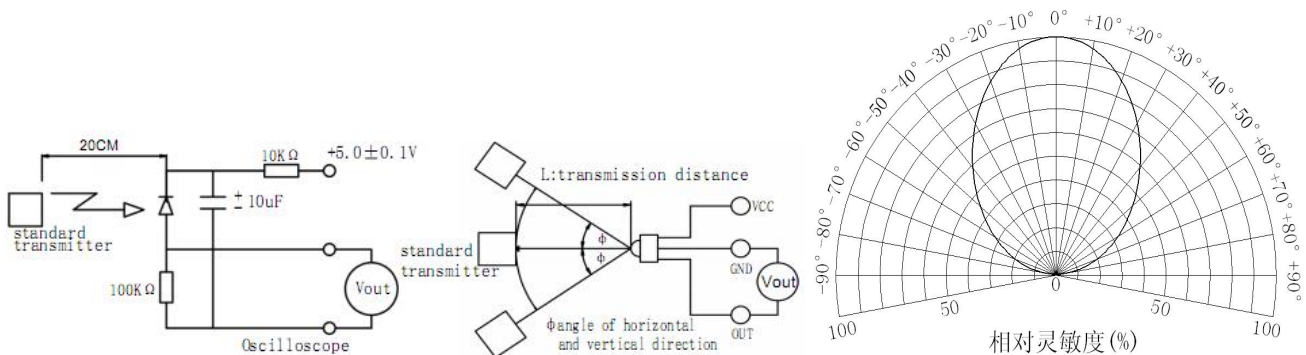 20CM
10KΩ
+5.0±0.1V
± 10uF
standard
transmitter
100KΩ
Vout
Oscilloscope
L:transmission distance
VCC
standard
transmitter
ϕ
ϕ
GND
Vout
OUT
ϕangle of horizontal
and vertical direction
0°
-10°
+10°
-20°
+20°
-30°
+30°
-40°
+40°
-50°
+50°
-60°
+60°
-70°
+70°
-80°
+80°
-90°
+90°
0
50
50
100
100
相对灵敏度(%)